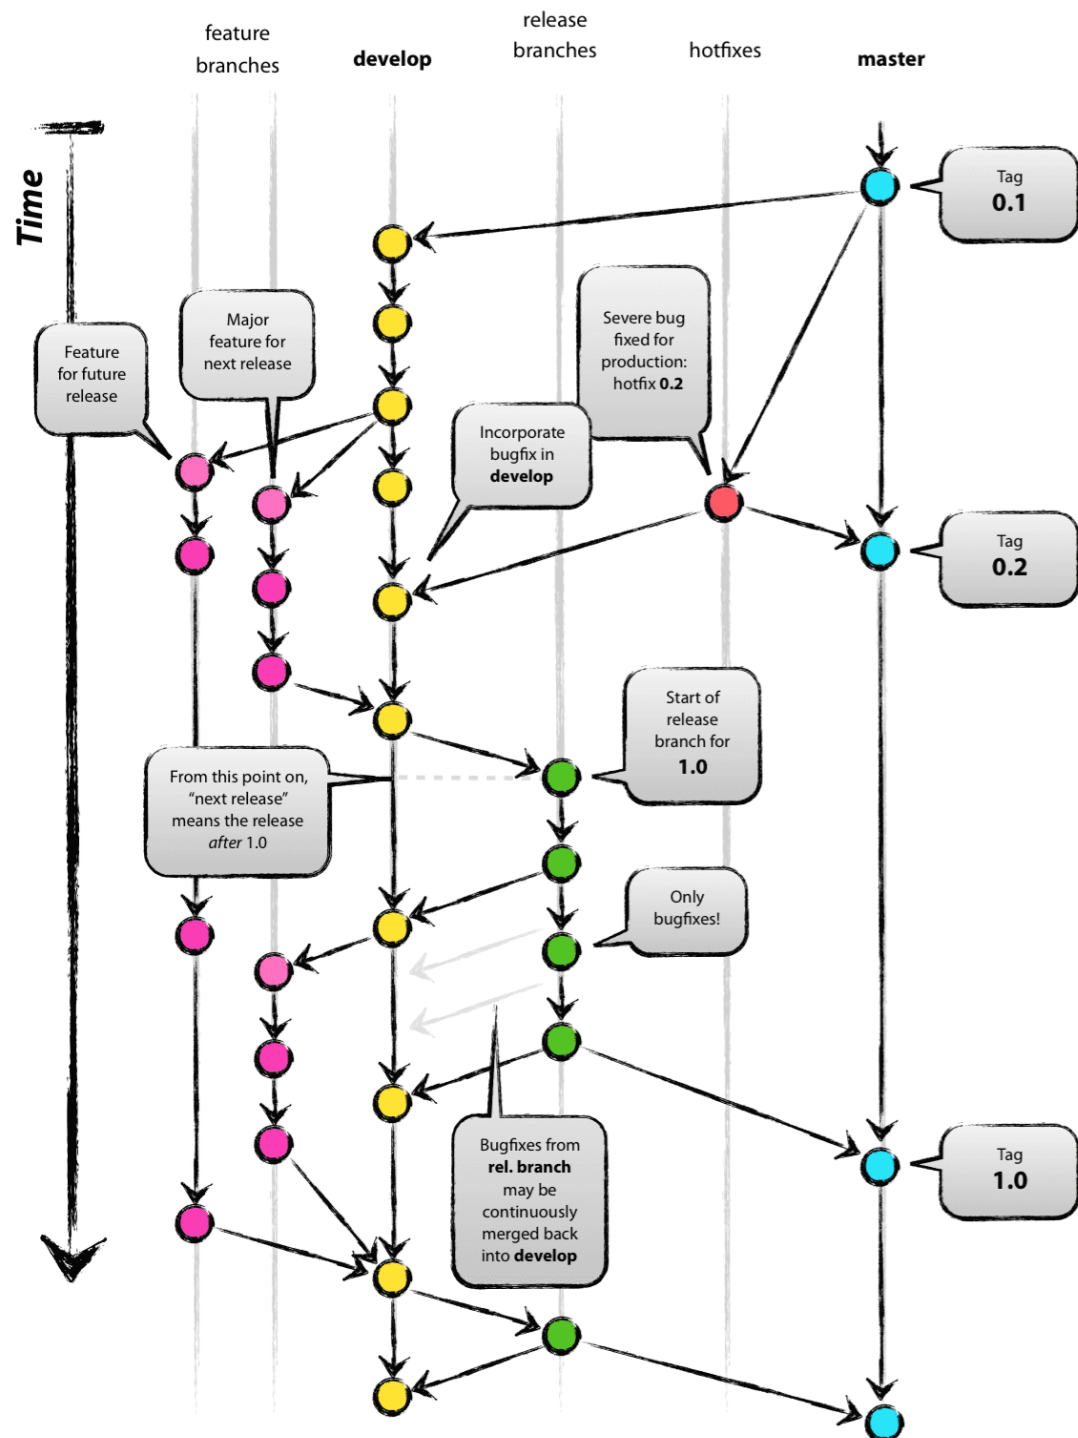 feature
branches
develop
release
branches
hotfixes
master
Time
Tag
0.1
Severe bug
fixed for
production:
hotfix 0.2
Major
feature for
next release
Feature
for future
release
Incorporate
bugfix in
develop
Tag
0.2
Start of
release
branch for
1.0
From this point on,
“next release”
means the release
after 1.0
Only
bugfixes!
Bugfixes from
rel. branch
may be
continuously
merged back
into develop
Tag
1.0